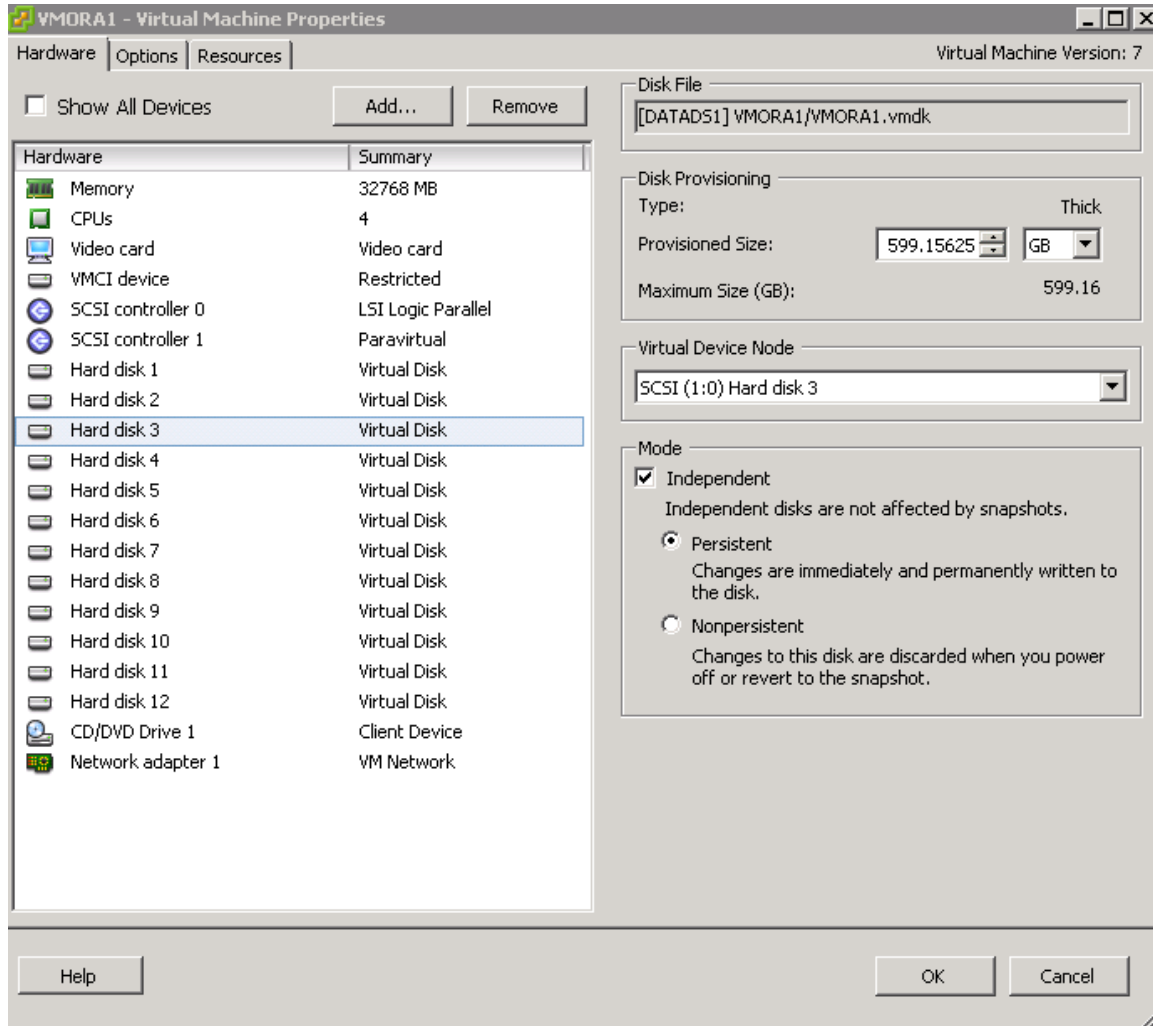 VMORA1 - Virtual Machine Properties
Hardware Options Resources
Virtual Machine Version: 7
Show All Devices
Add...
Remove
Hardware Summary
Memory 32768 MB
CPUs 4
Video card Video card
VMCI device Restricted
SCSI controller 0 LSI Logic Parallel
SCSI controller 1 Paravirtual
Hard disk 1 Virtual Disk
Hard disk 2 Virtual Disk
Hard disk 3 Virtual Disk
Hard disk 4 Virtual Disk
Hard disk 5 Virtual Disk
Hard disk 6 Virtual Disk
Hard disk 7 Virtual Disk
Hard disk 8 Virtual Disk
Hard disk 9 Virtual Disk
Hard disk 10 Virtual Disk
Hard disk 11 Virtual Disk
Hard disk 12 Virtual Disk
CD/DVD Drive 1 Client Device
Network adapter 1 VM Network
Disk File
[DATADS1] VMORA1/VMORA1.vmdk
Disk Provisioning
Type: Thick
Provisioned Size: 599.15625 GB
Maximum Size (GB): 599.16
Virtual Device Node
SCSI (1:0) Hard disk 3
Mode
Independent
Independent disks are not affected by snapshots.
Persistent
Changes are immediately and permanently written to
the disk.
Nonpersistent
Changes to this disk are discarded when you power
off or revert to the snapshot.
Help
OK
Cancel